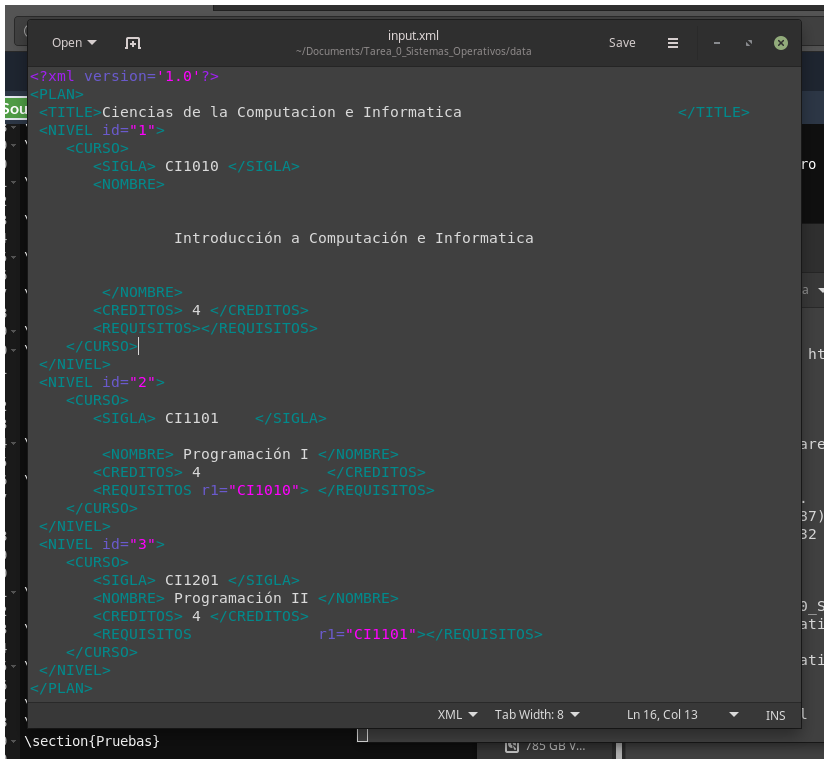 Open
input.xml
~/Documents/Tarea_0_Sistemas_Operativos/data
Save
<?xml version='1.0'?>
<PLAN>
 <TITLE>Ciencias de la Computacion e Informatica                        </TITLE>
 <NIVEL id="1">
    <CURSO>
       <SIGLA> CI1010 </SIGLA>
       <NOMBRE>
                Introducción a Computación e Informatica
        </NOMBRE>
       <CREDITOS> 4 </CREDITOS>
       <REQUISITOS></REQUISITOS>
    </CURSO>
 </NIVEL>
 <NIVEL id="2">
    <CURSO>
       <SIGLA> CI1101    </SIGLA>
        <NOMBRE> Programación I </NOMBRE>
       <CREDITOS> 4              </CREDITOS>
       <REQUISITOS r1="CI1010"> </REQUISITOS>
    </CURSO>
 </NIVEL>
 <NIVEL id="3">
    <CURSO>
       <SIGLA> CI1201 </SIGLA>
       <NOMBRE> Programación II </NOMBRE>
       <CREDITOS> 4 </CREDITOS>
       <REQUISITOS              r1="CI1101"></REQUISITOS>
    </CURSO>
 </NIVEL>
</PLAN>
XML
Tab Width: 8
Ln 16, Col 13
INS
\section{Pruebas}
785 GB V...